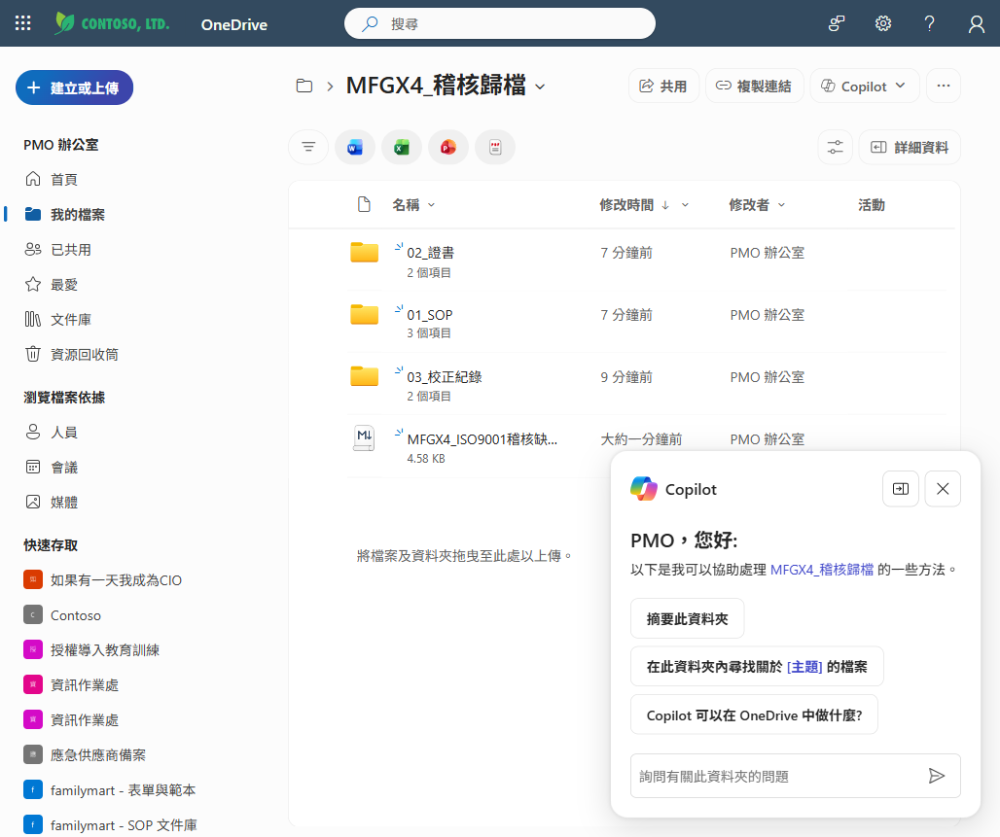 CONTOSO, LTD.
OneDrive
搜尋
建立或上傳
PMO 辦公室
首頁
我的檔案
已共用
最愛
文件庫
資源回收筒
瀏覽檔案依據
人員
會議
媒體
快速存取
如果有一天我成為CIO
Contoso
授權導入教育訓練
資訊作業處
資訊作業處
應急供應商備案
familymart - 表單與範本
familymart - SOP 文件庫
MFGX4_稽核歸檔
共用
複製連結
Copilot
詳細資料
名稱 修改時間 ↓ 修改者 活動
02_證書 7 分鐘前 PMO 辦公室
2 個項目
01_SOP 7 分鐘前 PMO 辦公室
3 個項目
03_校正紀錄 9 分鐘前 PMO 辦公室
2 個項目
MFGX4_ISO9001稽核缺... 大約一分鐘前 PMO 辦公室
4.58 KB
將檔案及資料夾拖曳至此處以上傳。
Copilot
PMO，您好:
以下是我可以協助處理 MFGX4_稽核歸檔 的一些方法。
摘要此資料夾
在此資料夾內尋找關於 [主題] 的檔案
Copilot 可以在 OneDrive 中做什麼?
詢問有關此資料夾的問題